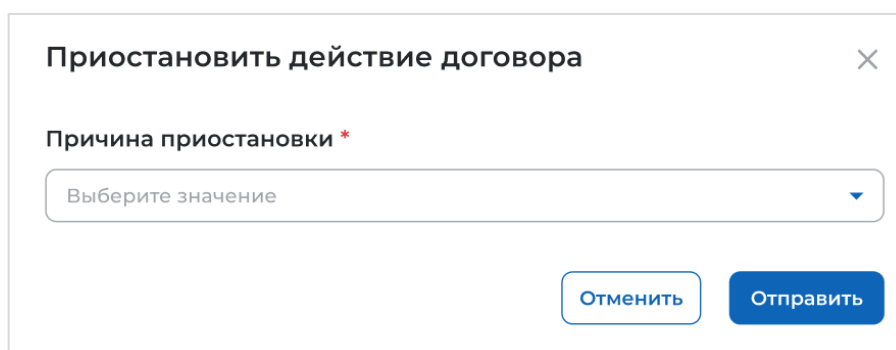 Приостановить действие договора
Причина приостановки *
Выберите значение
Отменить
Отправить